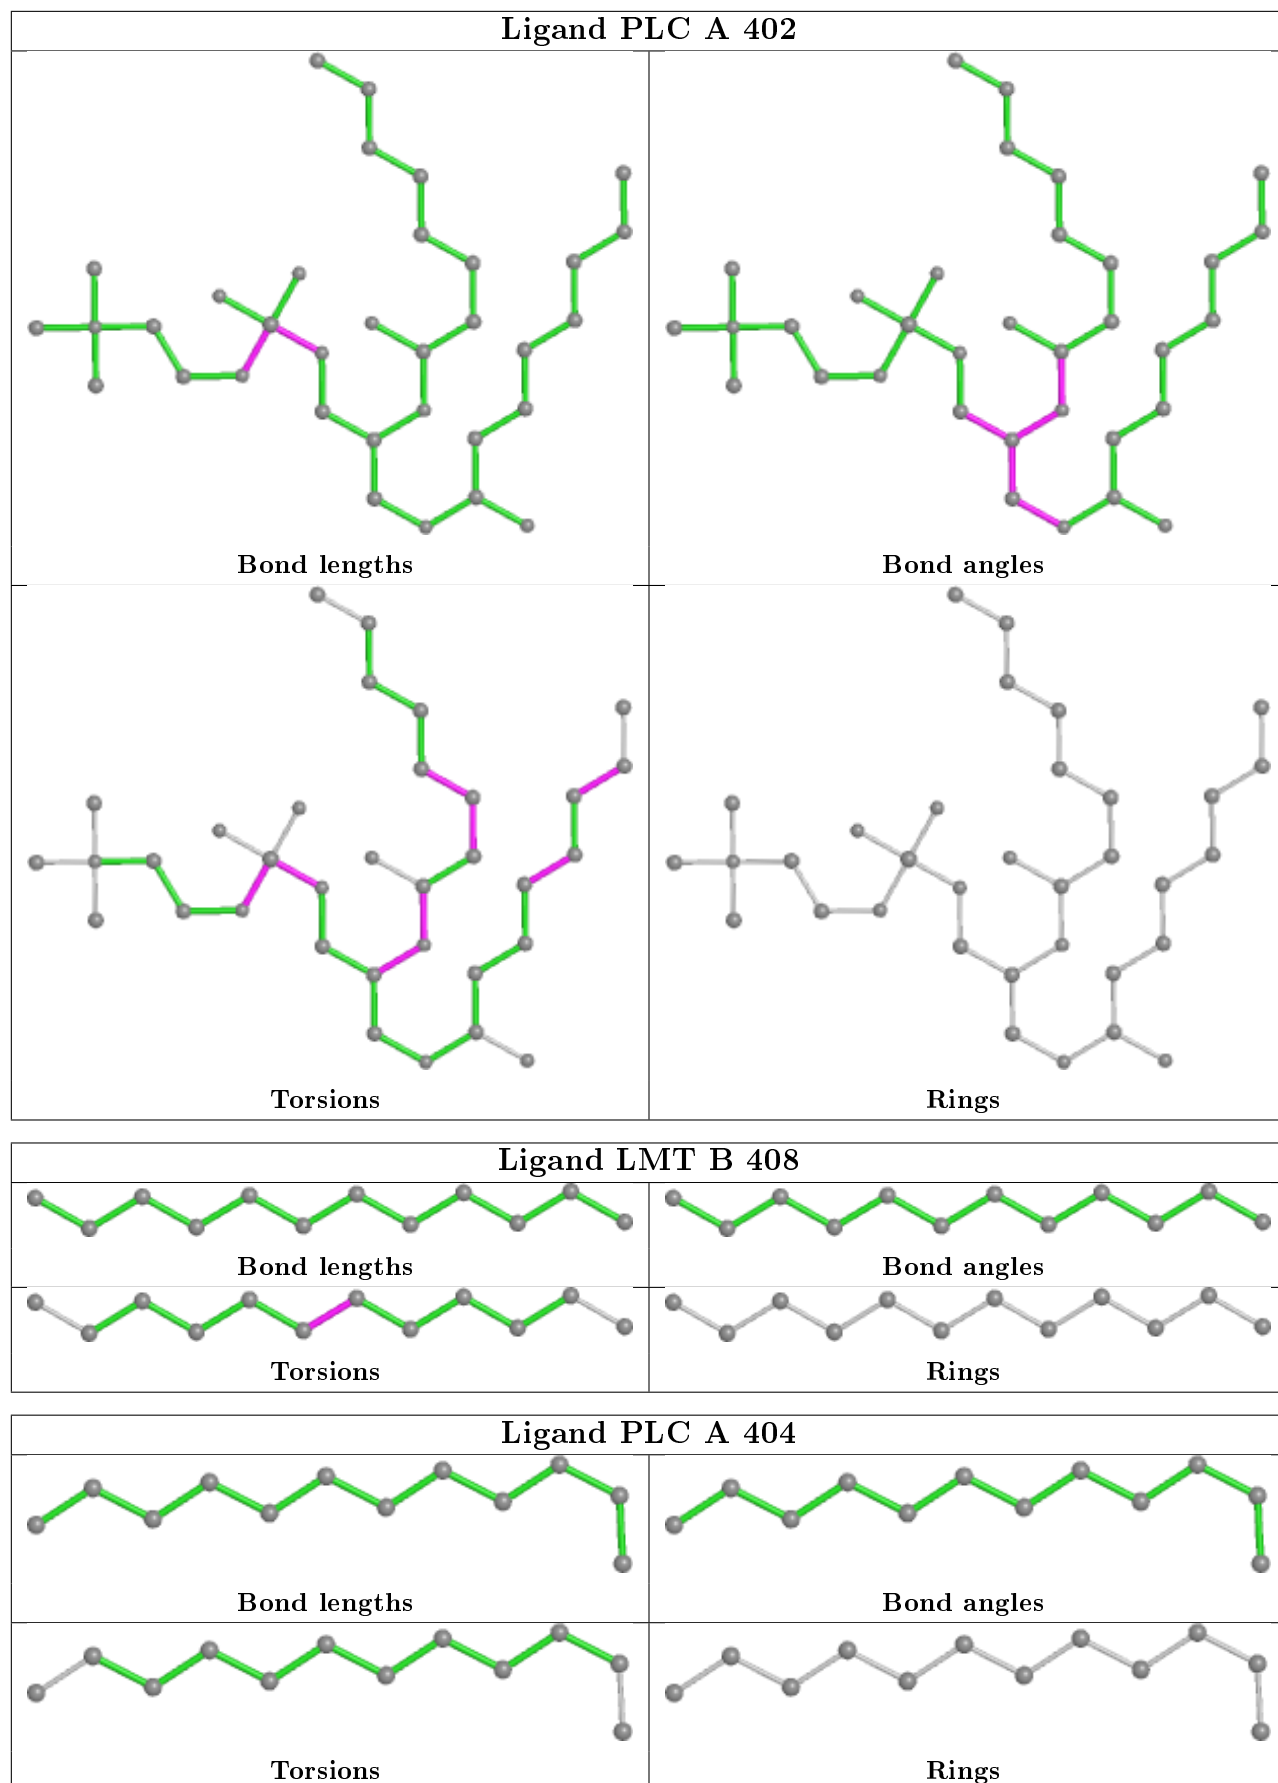 Ligand PLC A 402
Bond lengths
Bond angles
Torsions
Rings
Ligand LMT B 408
Bond lengths
Bond angles
Torsions
Rings
Ligand PLC A 404
Bond lengths
Bond angles
Torsions
Rings